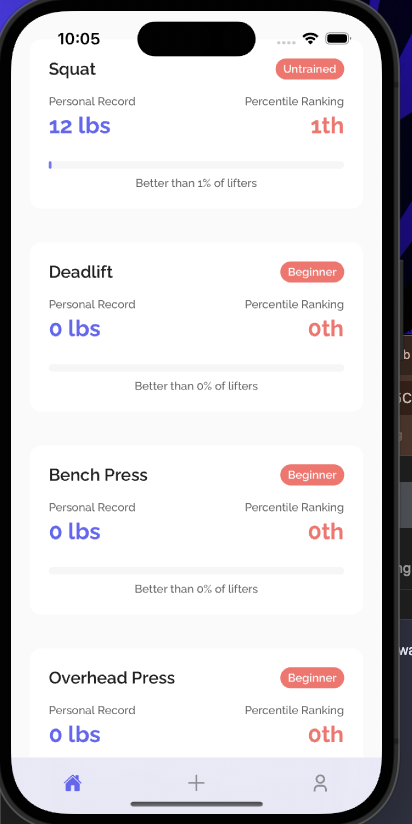 10:05
Squat
Untrained
Personal Record
Percentile Ranking
12 lbs
1th
Better than 1% of lifters
Deadlift
Beginner
Personal Record
Percentile Ranking
0 lbs
0th
Better than 0% of lifters
Bench Press
Beginner
Personal Record
Percentile Ranking
0 lbs
0th
Better than 0% of lifters
Overhead Press
Beginner
Personal Record
Percentile Ranking
0 lbs
0th